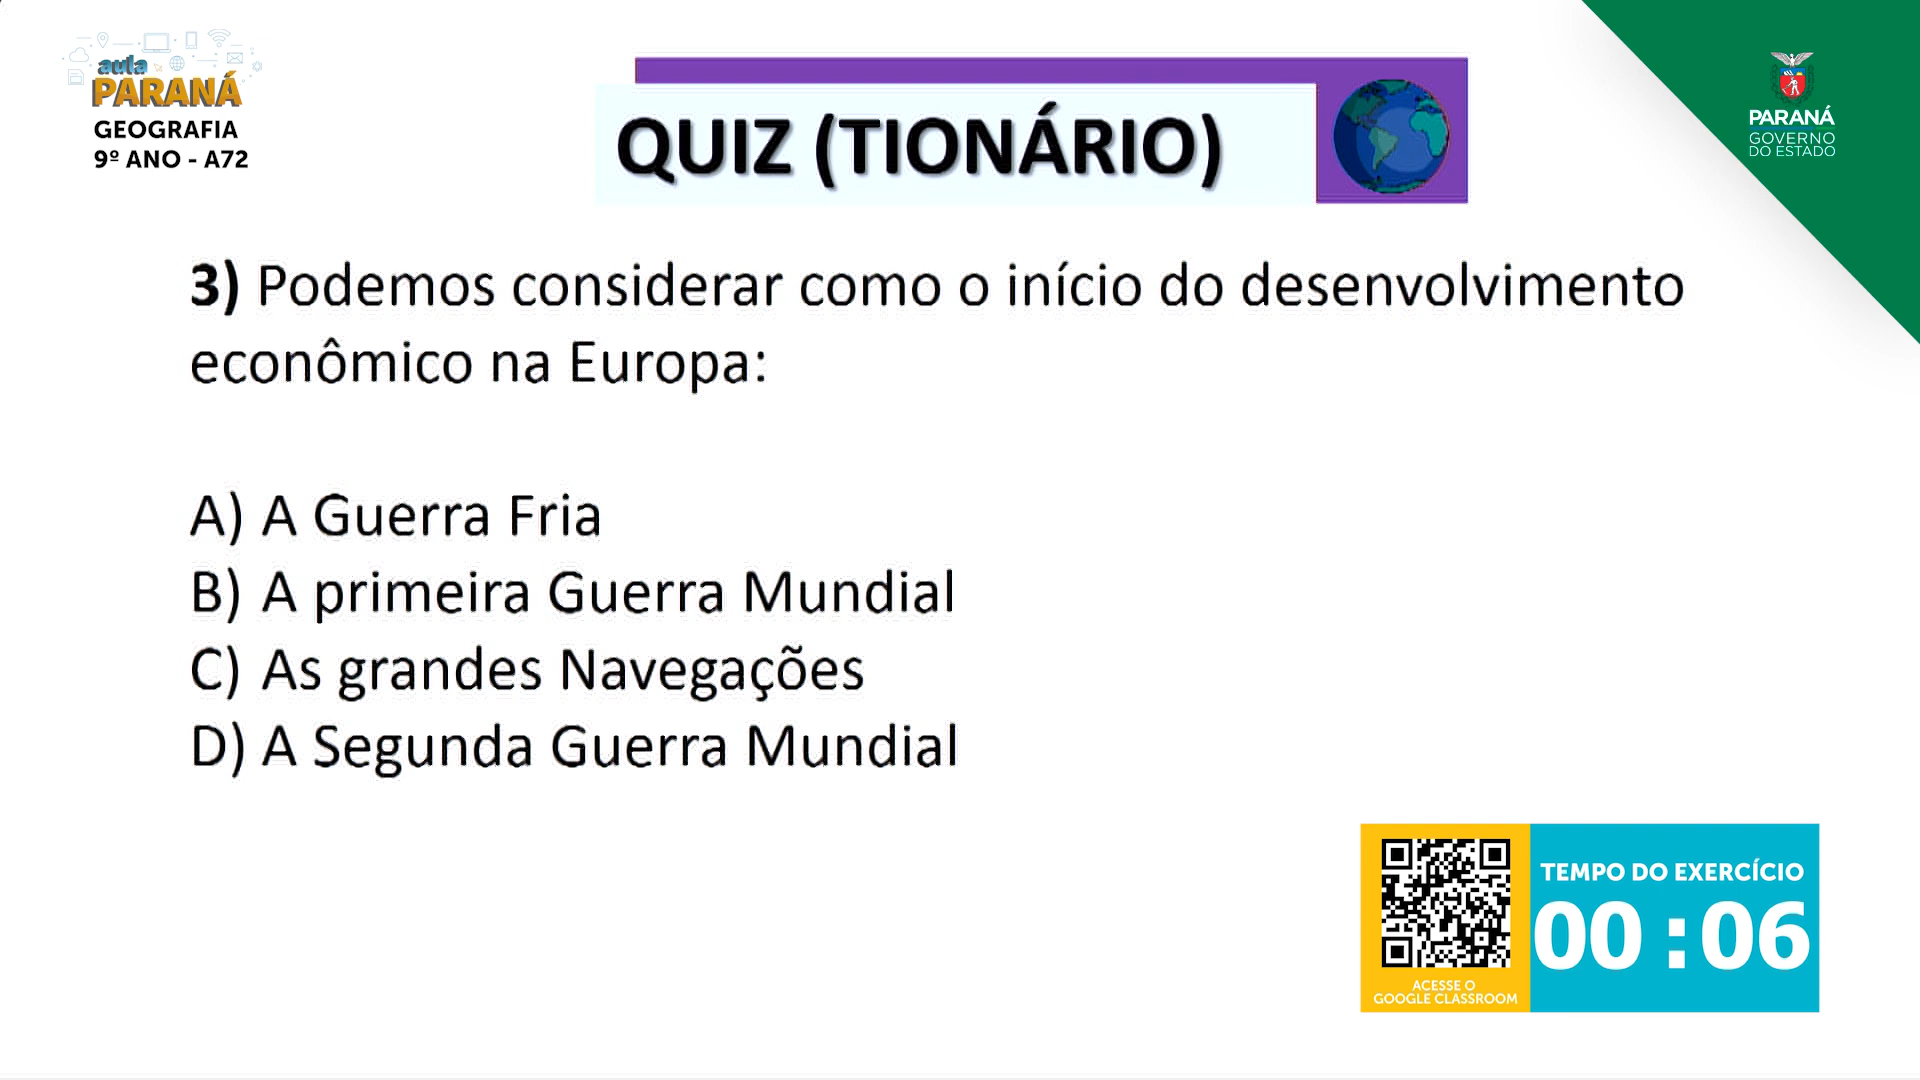 aula
PARANÁ
GEOGRAFIA
9º ANO - A72
QUIZ (TIONÁRIO)
PARANÁ
GOVERNO
DO ESTADO
3) Podemos considerar como o início do desenvolvimento
econômico na Europa:
A) A Guerra Fria
B) A primeira Guerra Mundial
C) As grandes Navegações
D) A Segunda Guerra Mundial
TEMPO DO EXERCÍCIO
00 : 06
ACESSE O
GOOGLE CLASSROOM